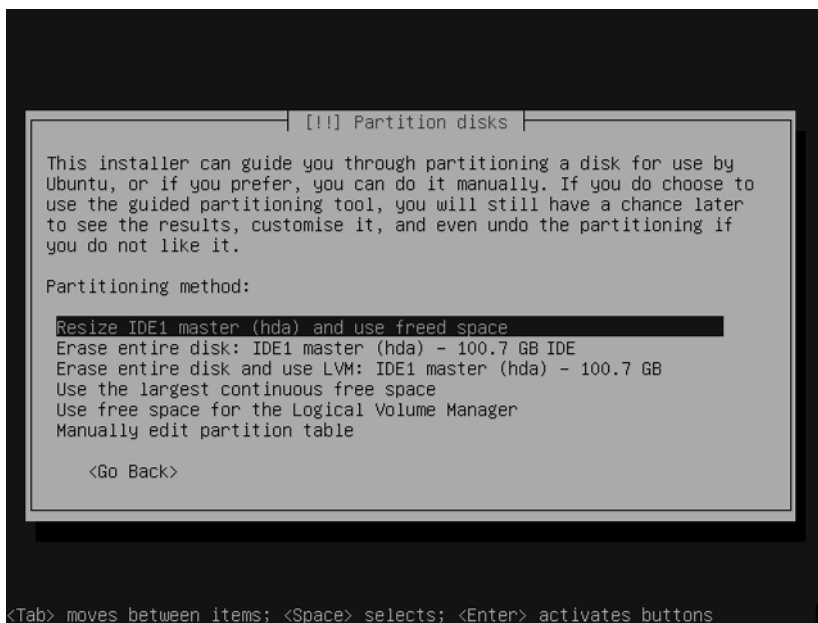 [!!] Partition disks
This installer can guide you through partitioning a disk for use by
Ubuntu, or if you prefer, you can do it manually. If you do choose to
use the guided partitioning tool, you will still have a chance later
to see the results, customise it, and even undo the partitioning if
you do not like it.
Partitioning method:
Resize IDE1 master (hda) and use freed space
Erase entire disk: IDE1 master (hda) - 100.7 GB IDE
Erase entire disk and use LVM: IDE1 master (hda) - 100.7 GB
Use the largest continuous free space
Use free space for the Logical Volume Manager
Manually edit partition table
<Go Back>
<Tab> moves between items; <Space> selects; <Enter> activates buttons